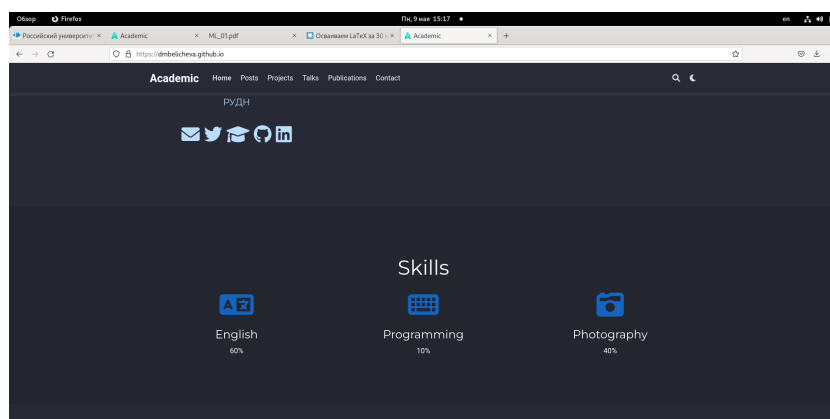 Обзор Firefox Пн, 9 мая 15:17 en
Российский университет Academic ML_01.pdf Осваиваем LaTeX за 30 Academic
https://dmbelicheva.github.io
Academic Home Posts Projects Talks Publications Contact
РУДН
Skills
English Programming Photography
60% 10% 40%